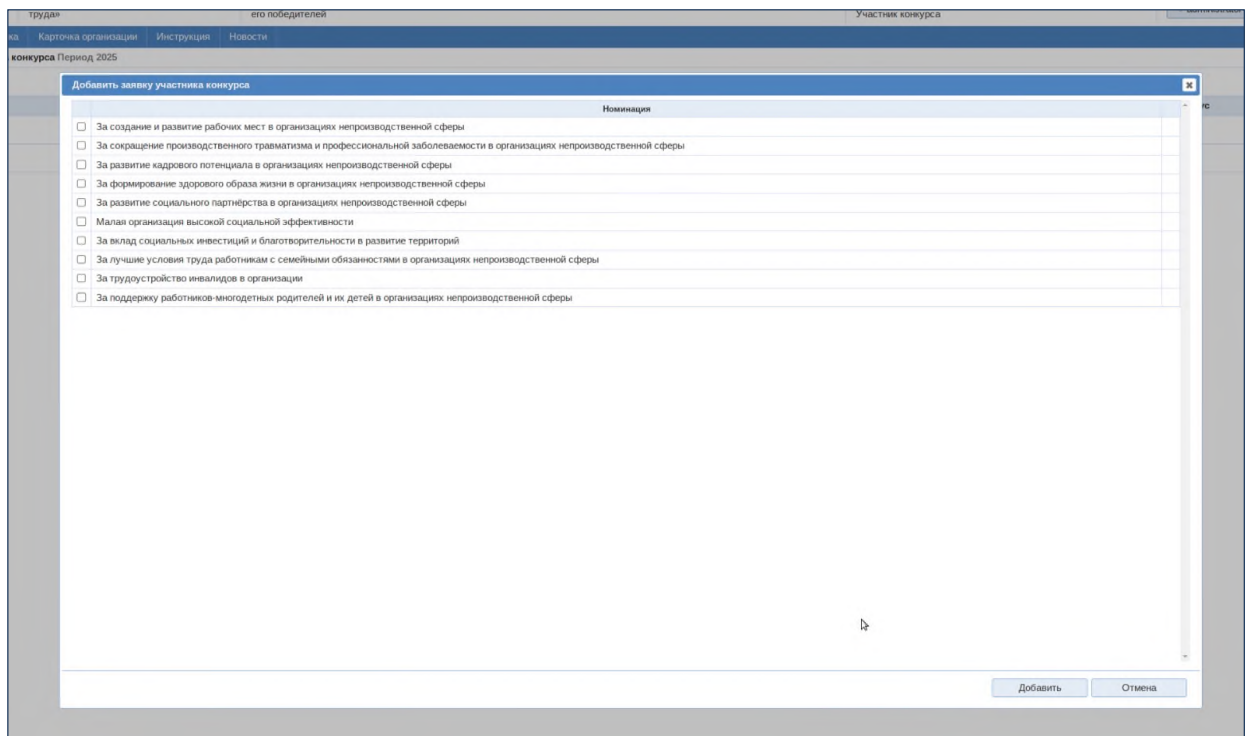 труда»
его победителей
Участник конкурса
Карточка организации Инструкция Новости
конкурса Период 2025
Добавить заявку участника конкурса
Номинация
За создание и развитие рабочих мест в организациях непроизводственной сферы
За сокращение производственного травматизма и профессиональной заболеваемости в организациях непроизводственной сферы
За развитие кадрового потенциала в организациях непроизводственной сферы
За формирование здорового образа жизни в организациях непроизводственной сферы
За развитие социального партнёрства в организациях непроизводственной сферы
Малая организация высокой социальной эффективности
За вклад социальных инвестиций и благотворительности в развитие территорий
За лучшие условия труда работникам с семейными обязанностями в организациях непроизводственной сферы
За трудоустройство инвалидов в организации
За поддержку работников-многодетных родителей и их детей в организациях непроизводственной сферы
Добавить Отмена